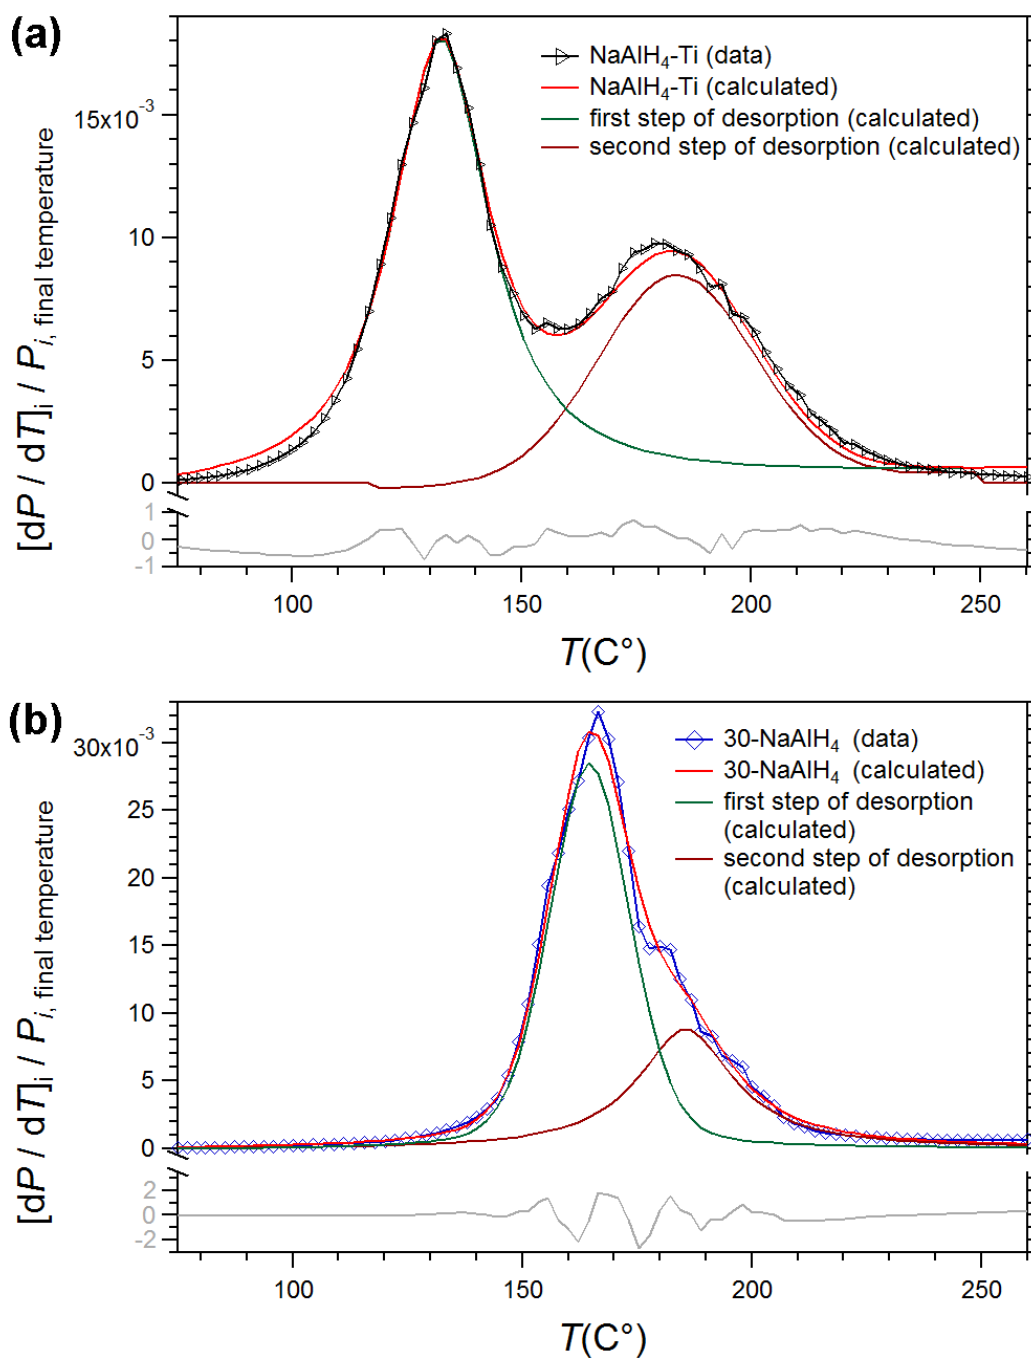 (a)
NaAlH₄-Ti (data)
NaAlH₄-Ti (calculated)
first step of desorption (calculated)
second step of desorption (calculated)
15x10⁻³
10
5
0
1
0
-1
[dP / dT]ᵢ / Pᵢ, final temperature
100
150
200
250
T(C°)
(b)
30-NaAlH₄ (data)
30-NaAlH₄ (calculated)
first step of desorption
(calculated)
second step of desorption
(calculated)
30x10⁻³
25
20
15
10
5
0
2
0
-2
[dP / dT]ᵢ / Pᵢ, final temperature
100
150
200
250
T(C°)